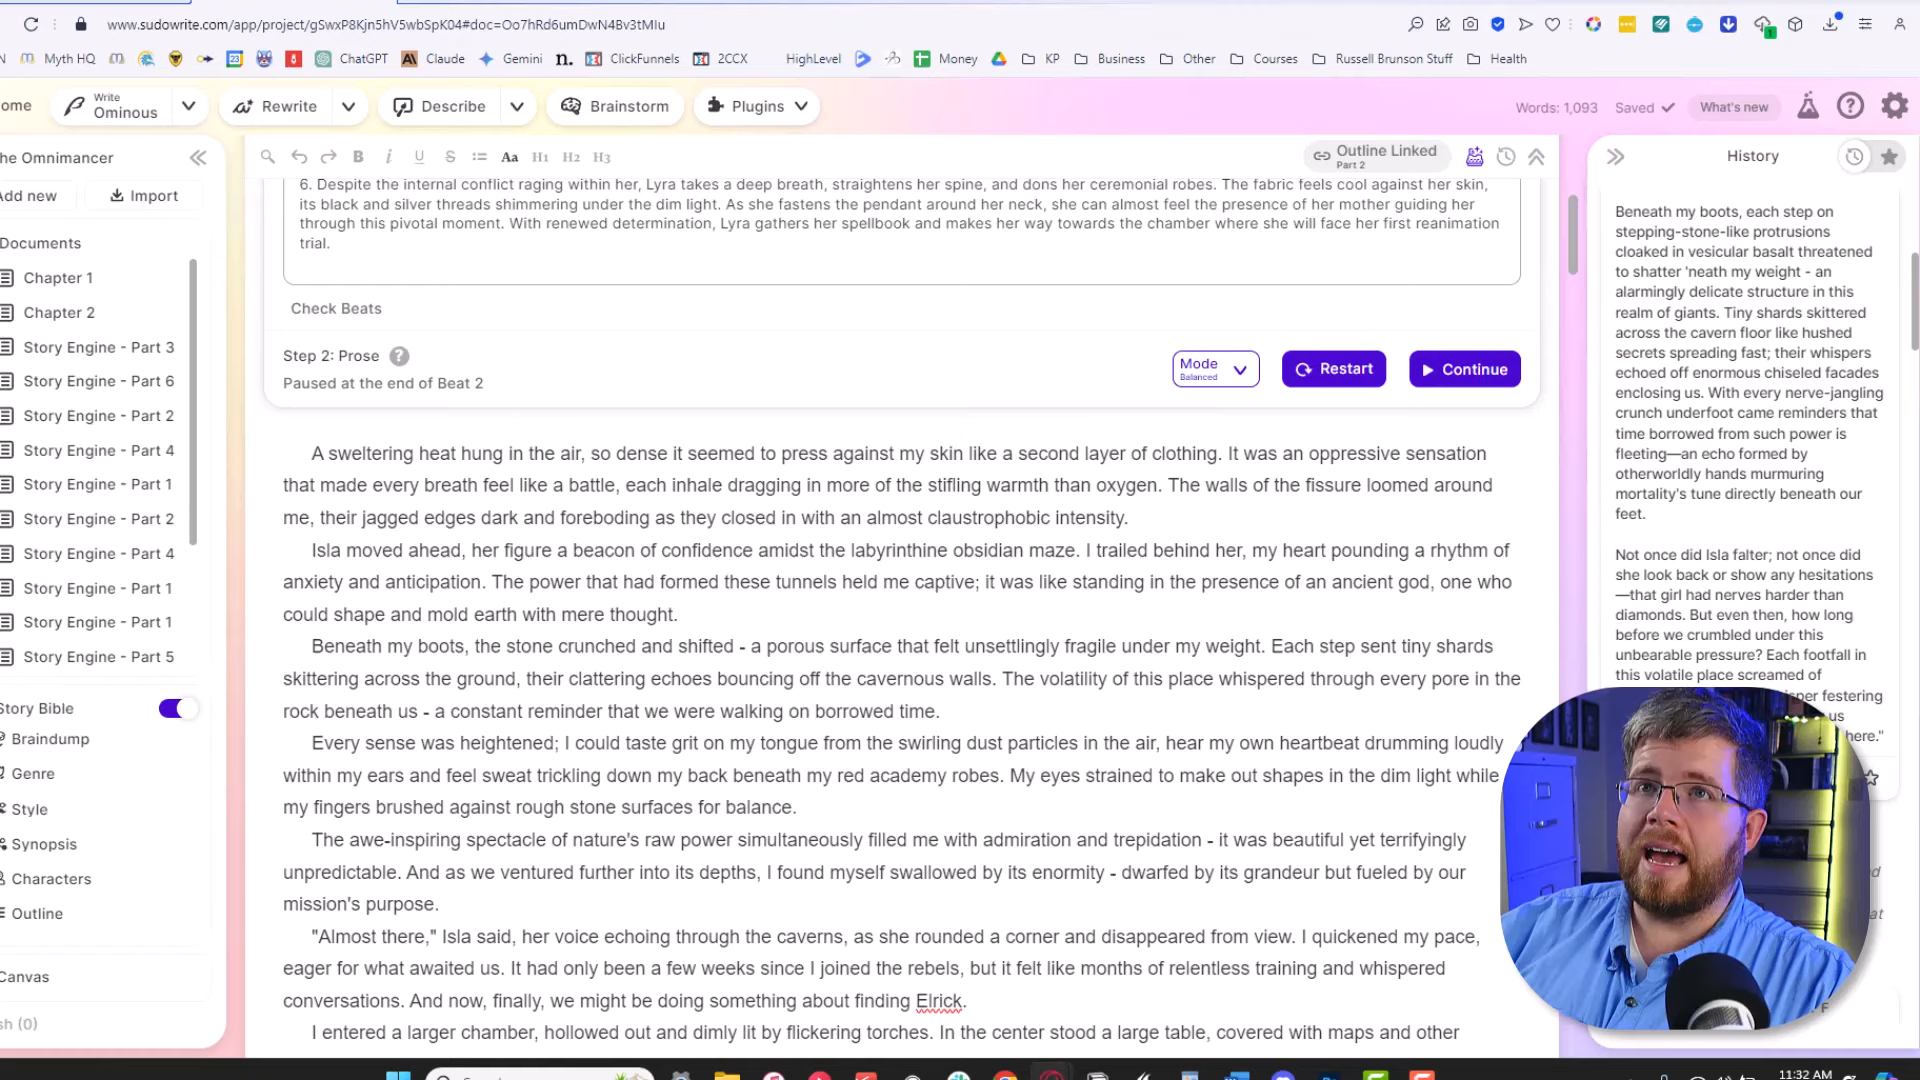 www.sudowrite.com/app/project/gSwxP8Kjn5hV5wbSpK04#doc=Oo7hRd6umDwN4Bv3tMIu
Myth HQ ChatGPT Claude Gemini n. ClickFunnels 2CCX HighLevel Money KP Business Other Courses Russell Brunson Stuff Health
ome Write Ominous Rewrite Describe Brainstorm Plugins Words: 1,093 Saved What's new
he Omnimancer
dd new Import
Documents
Chapter 1
Chapter 2
Story Engine - Part 3
Story Engine - Part 6
Story Engine - Part 2
Story Engine - Part 4
Story Engine - Part 1
Story Engine - Part 2
Story Engine - Part 4
Story Engine - Part 1
Story Engine - Part 1
Story Engine - Part 5
Story Bible
Braindump
Genre
Style
Synopsis
Characters
Outline
Canvas
sh (0)
B i U S Aa H1 H2 H3
Outline Linked
Part 2
6. Despite the internal conflict raging within her, Lyra takes a deep breath, straightens her spine, and dons her ceremonial robes. The fabric feels cool against her skin,
its black and silver threads shimmering under the dim light. As she fastens the pendant around her neck, she can almost feel the presence of her mother guiding her
through this pivotal moment. With renewed determination, Lyra gathers her spellbook and makes her way towards the chamber where she will face her first reanimation
trial.
Check Beats
Step 2: Prose ?
Paused at the end of Beat 2
Mode
Balanced
Restart
Continue
A sweltering heat hung in the air, so dense it seemed to press against my skin like a second layer of clothing. It was an oppressive sensation
that made every breath feel like a battle, each inhale dragging in more of the stifling warmth than oxygen. The walls of the fissure loomed around
me, their jagged edges dark and foreboding as they closed in with an almost claustrophobic intensity.
Isla moved ahead, her figure a beacon of confidence amidst the labyrinthine obsidian maze. I trailed behind her, my heart pounding a rhythm of
anxiety and anticipation. The power that had formed these tunnels held me captive; it was like standing in the presence of an ancient god, one who
could shape and mold earth with mere thought.
Beneath my boots, the stone crunched and shifted - a porous surface that felt unsettlingly fragile under my weight. Each step sent tiny shards
skittering across the ground, their clattering echoes bouncing off the cavernous walls. The volatility of this place whispered through every pore in the
rock beneath us - a constant reminder that we were walking on borrowed time.
Every sense was heightened; I could taste grit on my tongue from the swirling dust particles in the air, hear my own heartbeat drumming loudly
within my ears and feel sweat trickling down my back beneath my red academy robes. My eyes strained to make out shapes in the dim light while
my fingers brushed against rough stone surfaces for balance.
The awe-inspiring spectacle of nature's raw power simultaneously filled me with admiration and trepidation - it was beautiful yet terrifyingly
unpredictable. And as we ventured further into its depths, I found myself swallowed by its enormity - dwarfed by its grandeur but fueled by our
mission's purpose.
"Almost there," Isla said, her voice echoing through the caverns, as she rounded a corner and disappeared from view. I quickened my pace,
eager for what awaited us. It had only been a few weeks since I joined the rebels, but it felt like months of relentless training and whispered
conversations. And now, finally, we might be doing something about finding Elrick.
I entered a larger chamber, hollowed out and dimly lit by flickering torches. In the center stood a large table, covered with maps and other
History
Beneath my boots, each step on
stepping-stone-like protrusions
cloaked in vesicular basalt threatened
to shatter 'neath my weight - an
alarmingly delicate structure in this
realm of giants. Tiny shards skittered
across the cavern floor like hushed
secrets spreading fast; their whispers
echoed off enormous chiseled facades
enclosing us. With every nerve-jangling
crunch underfoot came reminders that
time borrowed from such power is
fleeting—an echo formed by
otherworldly hands murmuring
mortality's tune directly beneath our
feet.
Not once did Isla falter; not once did
she look back or show any hesitations
—that girl had nerves harder than
diamonds. But even then, how long
before we crumbled under this
unbearable pressure? Each footfall in
this volatile place screamed of
sper festering
us
here."
11:32 AM